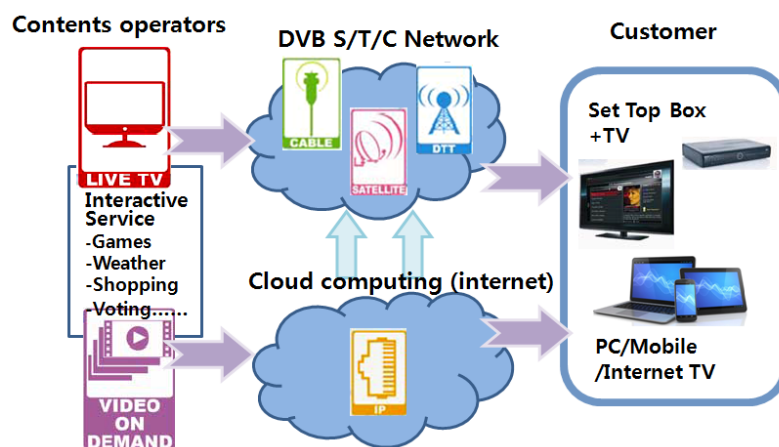 Contents operators
DVB S/T/C Network
Customer
LIVE TV
CABLE
SATELLITE
DTT
Set Top Box
+TV
Interactive
Service
-Games
-Weather
-Shopping
-Voting......
Cloud computing (internet)
IP
VIDEO
ON
DEMAND
PC/Mobile
/Internet TV